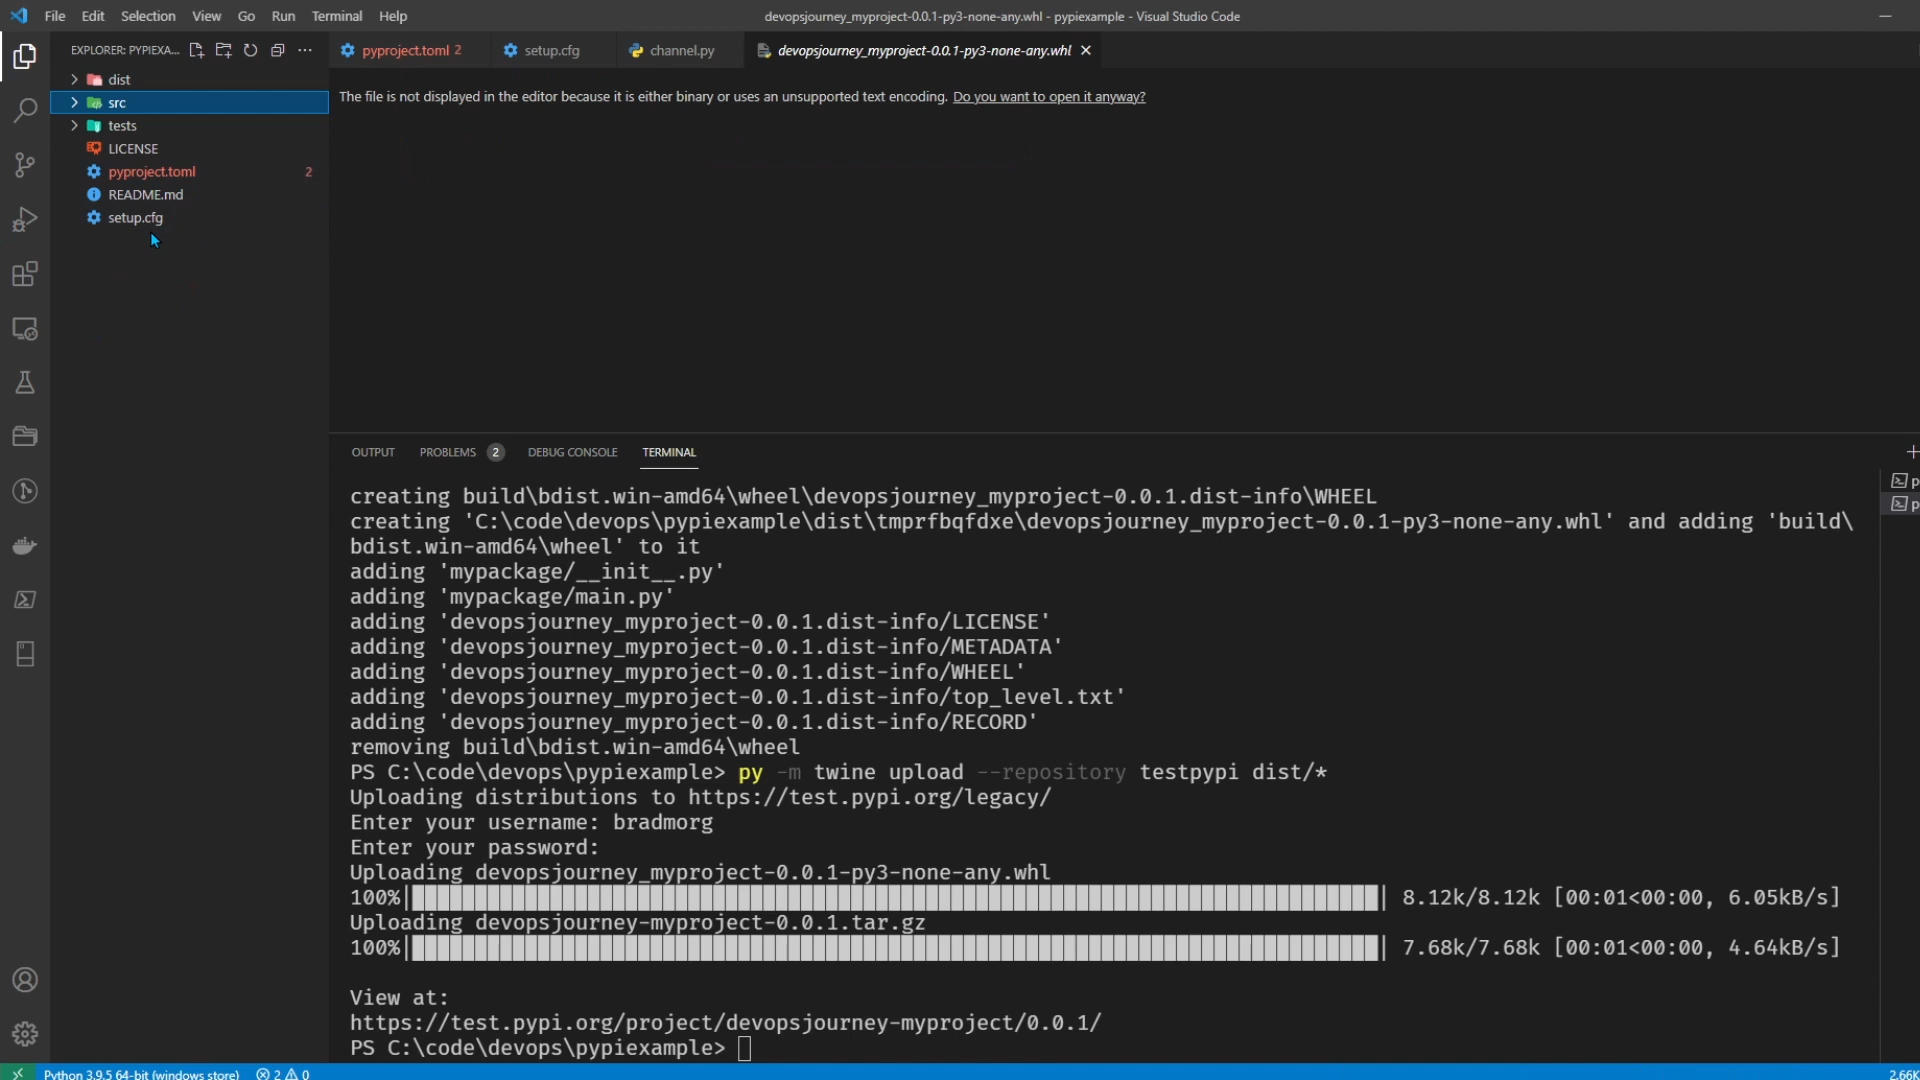 File Edit Selection View Go Run Terminal Help
devopsjourney_myproject-0.0.1-py3-none-any.whl - pypiexample - Visual Studio Code
EXPLORER: PYPIEXA...
pyproject.toml 2
setup.cfg
channel.py
devopsjourney_myproject-0.0.1-py3-none-any.whl
dist
src
tests
LICENSE
pyproject.toml 2
README.md
setup.cfg
The file is not displayed in the editor because it is either binary or uses an unsupported text encoding. Do you want to open it anyway?
OUTPUT PROBLEMS 2 DEBUG CONSOLE TERMINAL
creating build\bdist.win-amd64\wheel\devopsjourney_myproject-0.0.1.dist-info\WHEEL
creating 'C:\code\devops\pypiexample\dist\tmprfbqfdxe\devopsjourney_myproject-0.0.1-py3-none-any.whl' and adding 'build\
bdist.win-amd64\wheel' to it
adding 'mypackage/__init__.py'
adding 'mypackage/main.py'
adding 'devopsjourney_myproject-0.0.1.dist-info/LICENSE'
adding 'devopsjourney_myproject-0.0.1.dist-info/METADATA'
adding 'devopsjourney_myproject-0.0.1.dist-info/WHEEL'
adding 'devopsjourney_myproject-0.0.1.dist-info/top_level.txt'
adding 'devopsjourney_myproject-0.0.1.dist-info/RECORD'
removing build\bdist.win-amd64\wheel
PS C:\code\devops\pypiexample> py -m twine upload --repository testpypi dist/*
Uploading distributions to https://test.pypi.org/legacy/
Enter your username: bradmorg
Enter your password:
Uploading devopsjourney_myproject-0.0.1-py3-none-any.whl
100% 8.12k/8.12k [00:01<00:00, 6.05kB/s]
Uploading devopsjourney-myproject-0.0.1.tar.gz
100% 7.68k/7.68k [00:01<00:00, 4.64kB/s]
View at:
https://test.pypi.org/project/devopsjourney-myproject/0.0.1/
PS C:\code\devops\pypiexample>
p
p
Python 3.9.5 64-bit (windows store) 2 0
2.66K